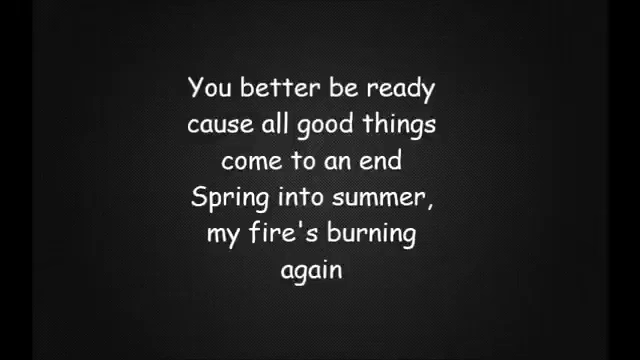 You better be ready
cause all good things
come to an end
Spring into summer,
my fire's burning
again